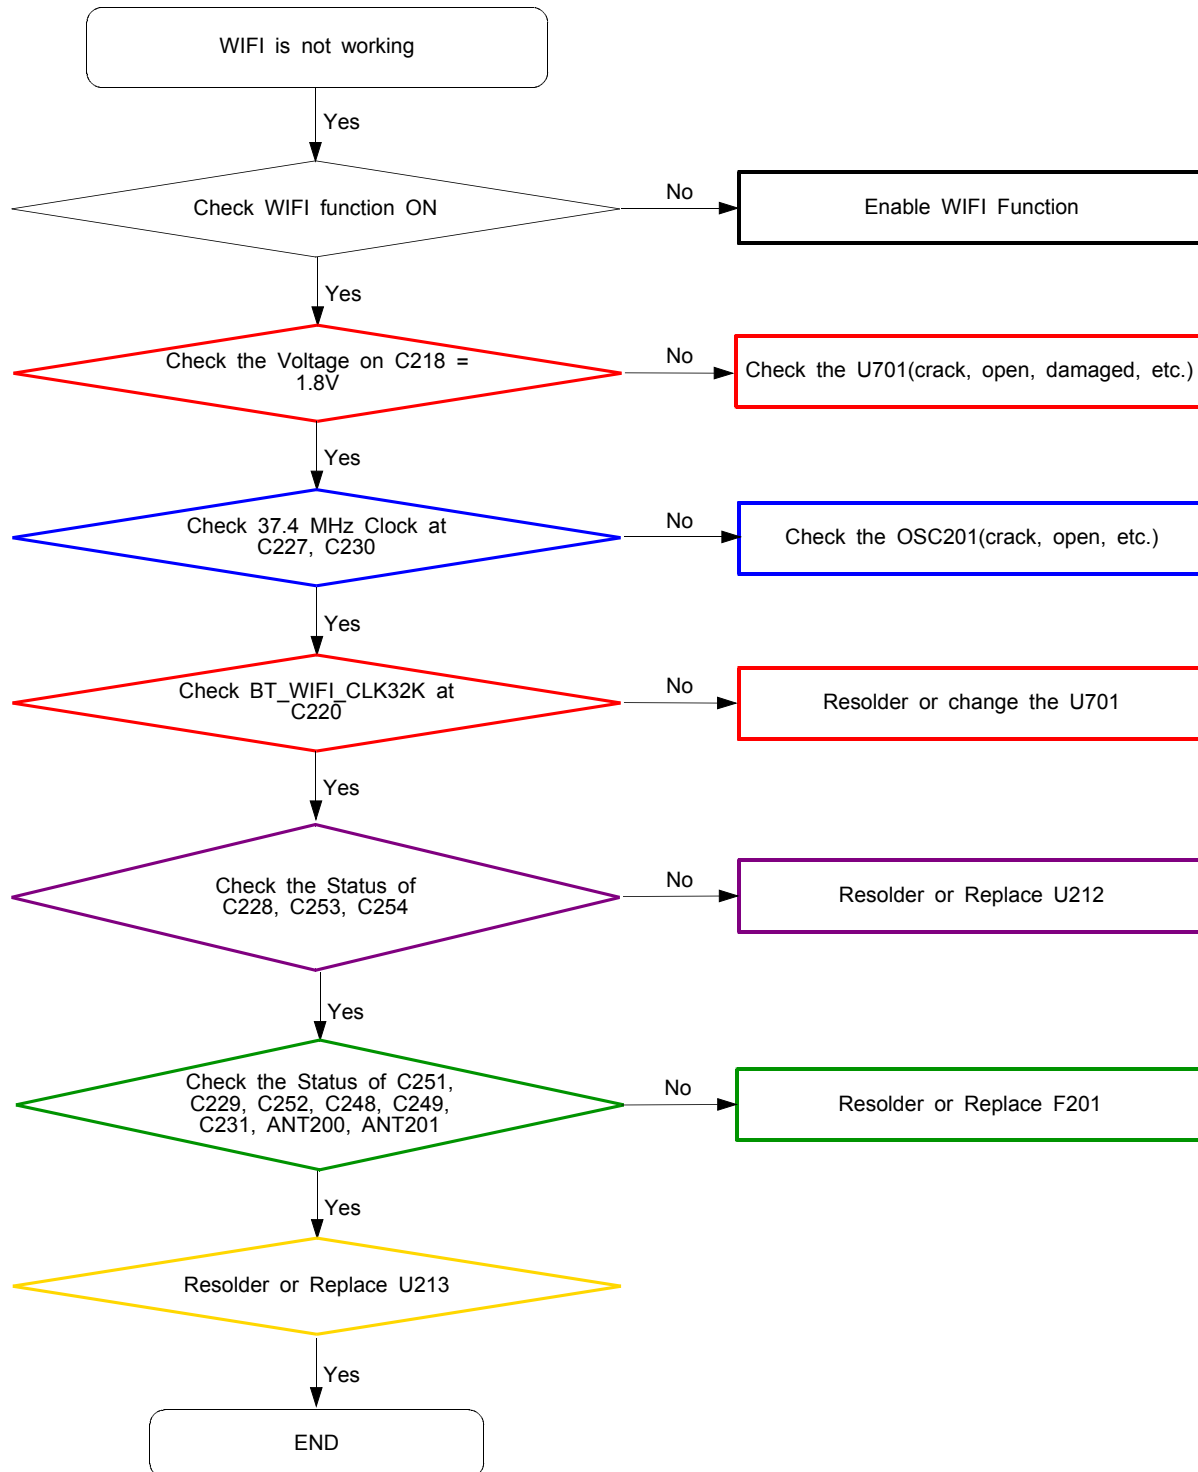 WIFI is not working
Yes
Check WIFI function ON
No
Enable WIFI Function
Yes
Check the Voltage on C218 =
1.8V
No
Check the U701(crack, open, damaged, etc.)
Yes
Check 37.4 MHz Clock at
C227, C230
No
Check the OSC201(crack, open, etc.)
Yes
Check BT_WIFI_CLK32K at
C220
No
Resolder or change the U701
Yes
Check the Status of
C228, C253, C254
No
Resolder or Replace U212
Yes
Check the Status of C251,
C229, C252, C248, C249,
C231, ANT200, ANT201
No
Resolder or Replace F201
Yes
Resolder or Replace U213
Yes
END